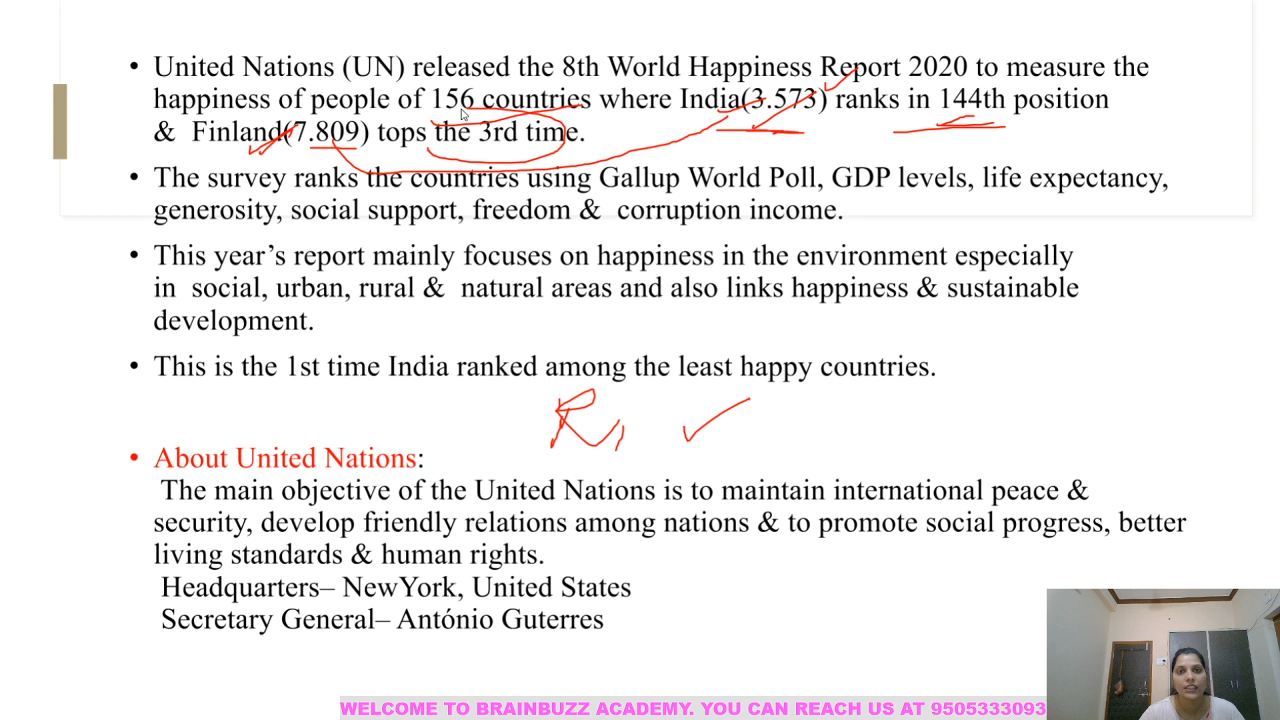 • United Nations (UN) released the 8th World Happiness Report 2020 to measure the
happiness of people of 156 countries where India(3.573) ranks in 144th position
& Finland(7.809) tops the 3rd time.
• The survey ranks the countries using Gallup World Poll, GDP levels, life expectancy,
generosity, social support, freedom & corruption income.
• This year’s report mainly focuses on happiness in the environment especially
in social, urban, rural & natural areas and also links happiness & sustainable
development.
• This is the 1st time India ranked among the least happy countries.
• About United Nations:
The main objective of the United Nations is to maintain international peace &
security, develop friendly relations among nations & to promote social progress, better
living standards & human rights.
Headquarters– NewYork, United States
Secretary General– António Guterres
WELCOME TO BRAINBUZZ ACADEMY. YOU CAN REACH US AT 9505333093